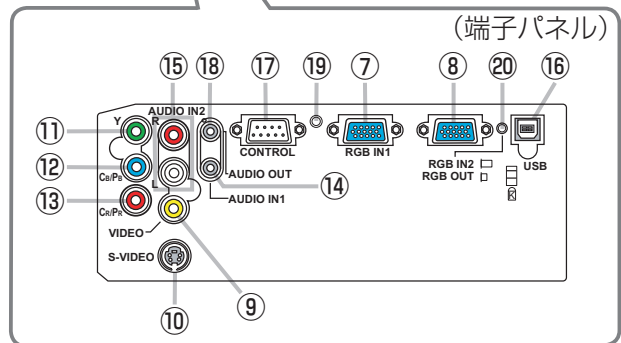 (端子パネル)
⑮ ⑱ ⑰ ⑲ ⑦ ⑧ ⑳ ⑯
AUDIO IN2
Y R
⑪
CONTROL RGB IN1
⑫
RGB IN2
RGB OUT
USB
CB/PB
AUDIO OUT
⑭
L
AUDIO IN1
⑬
CR/PR
VIDEO
S-VIDEO
⑨
⑩